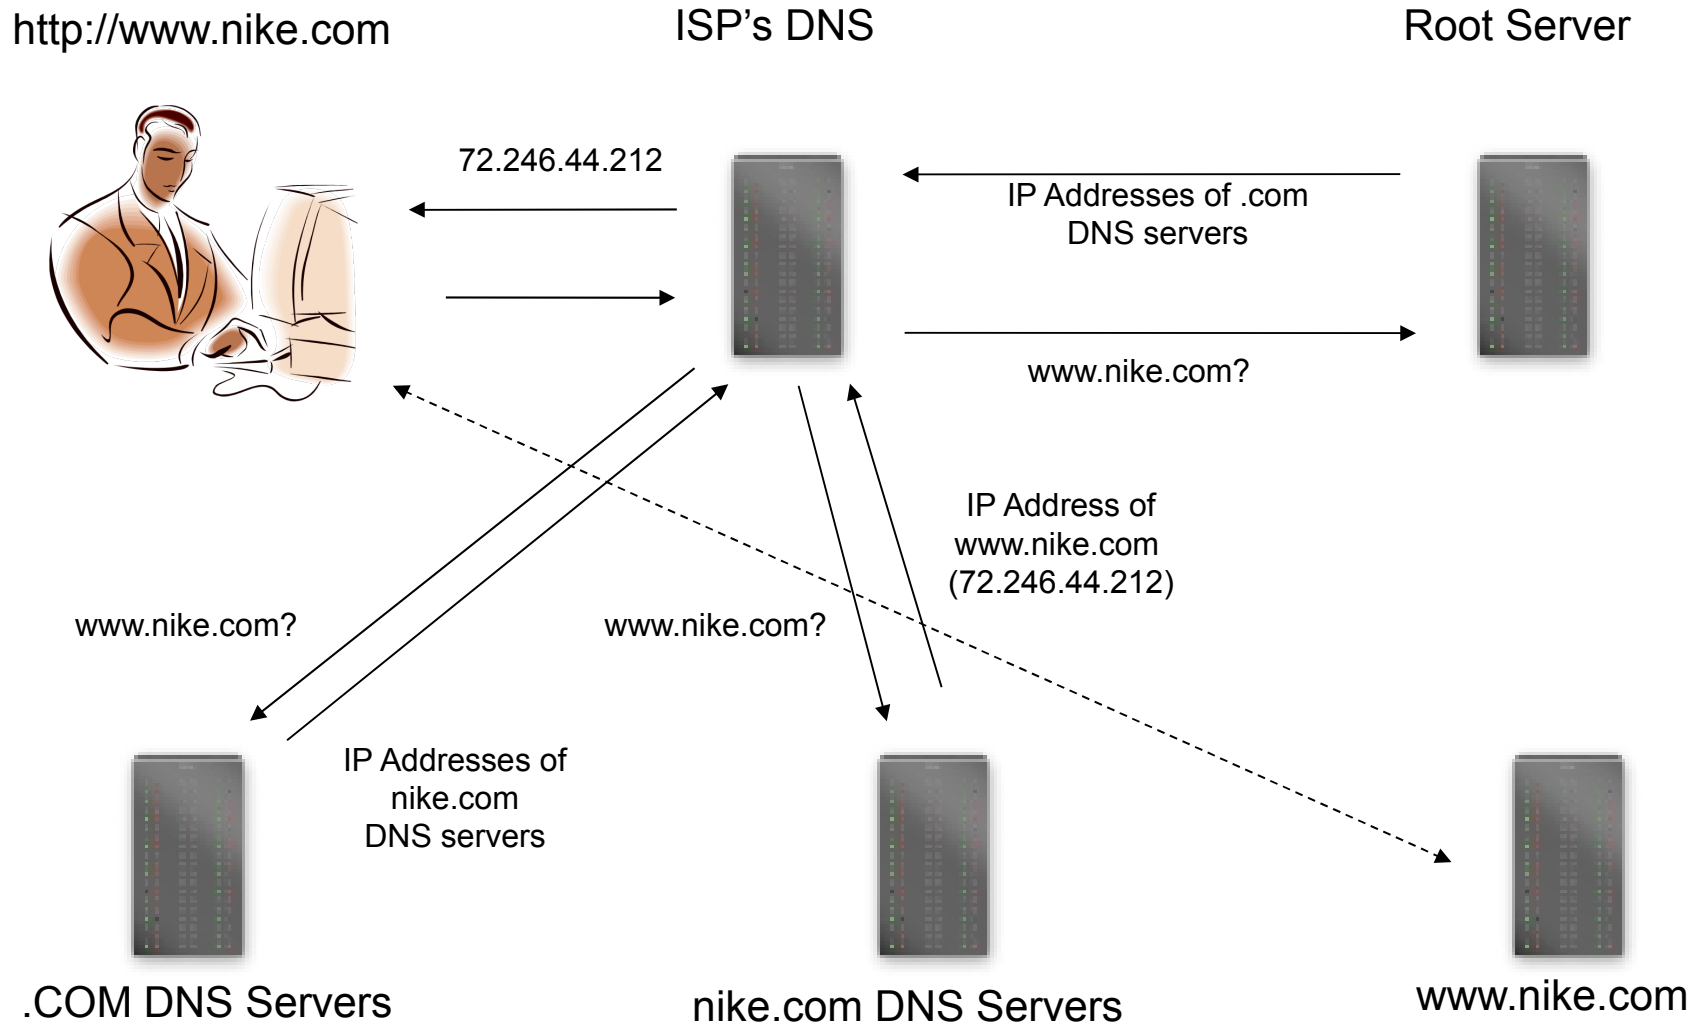 http://www.nike.com
ISP’s DNS
Root Server
72.246.44.212
IP Addresses of .com
DNS servers
www.nike.com?
IP Address of
www.nike.com
(72.246.44.212)
www.nike.com?
www.nike.com?
IP Addresses of
nike.com
DNS servers
.COM DNS Servers
nike.com DNS Servers
www.nike.com